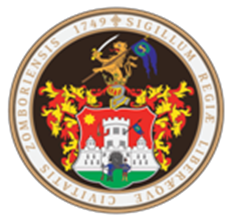 CIVITATIS ZOMBORIENSIS 1749 ✠ SIGILLUM REGIÆ LIBERÆQVE